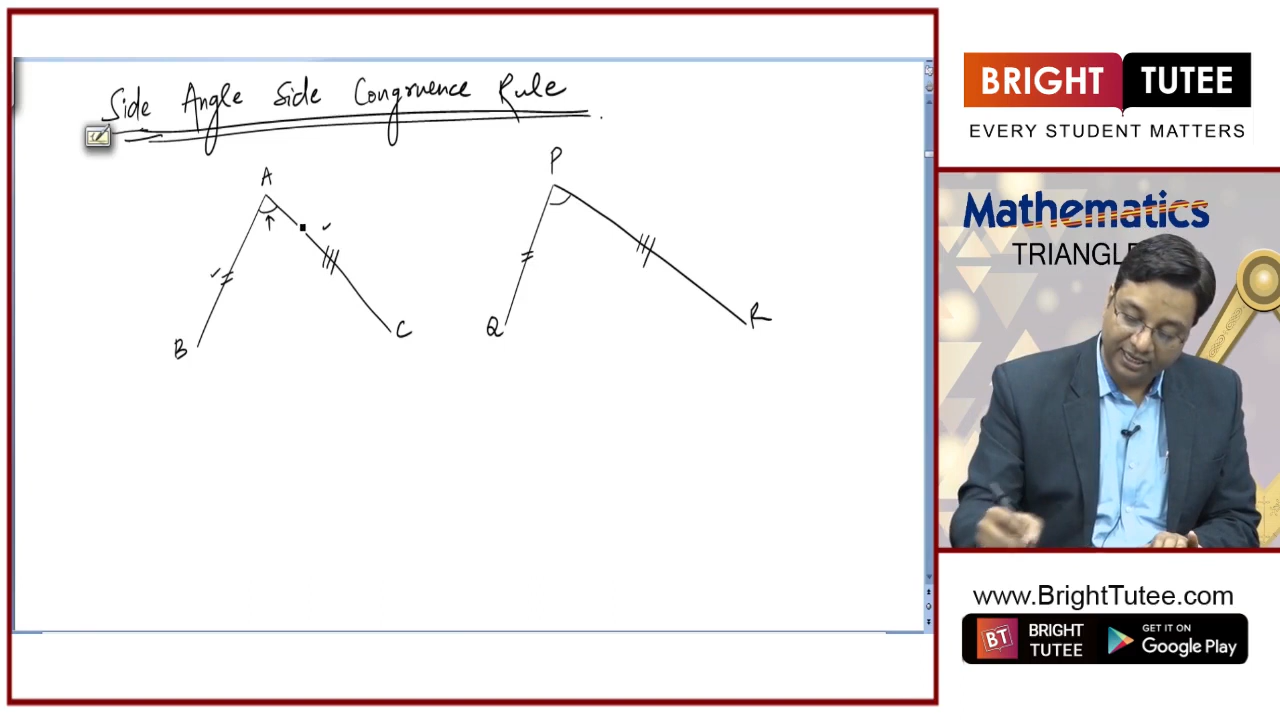 Side Angle Side Congruence Rule
A
B
C
P
Q
R
BRIGHT TUTEE
EVERY STUDENT MATTERS
Mathematics
TRIANGLE
www.BrightTutee.com
BT
BRIGHT
TUTEE
GET IT ON
Google Play